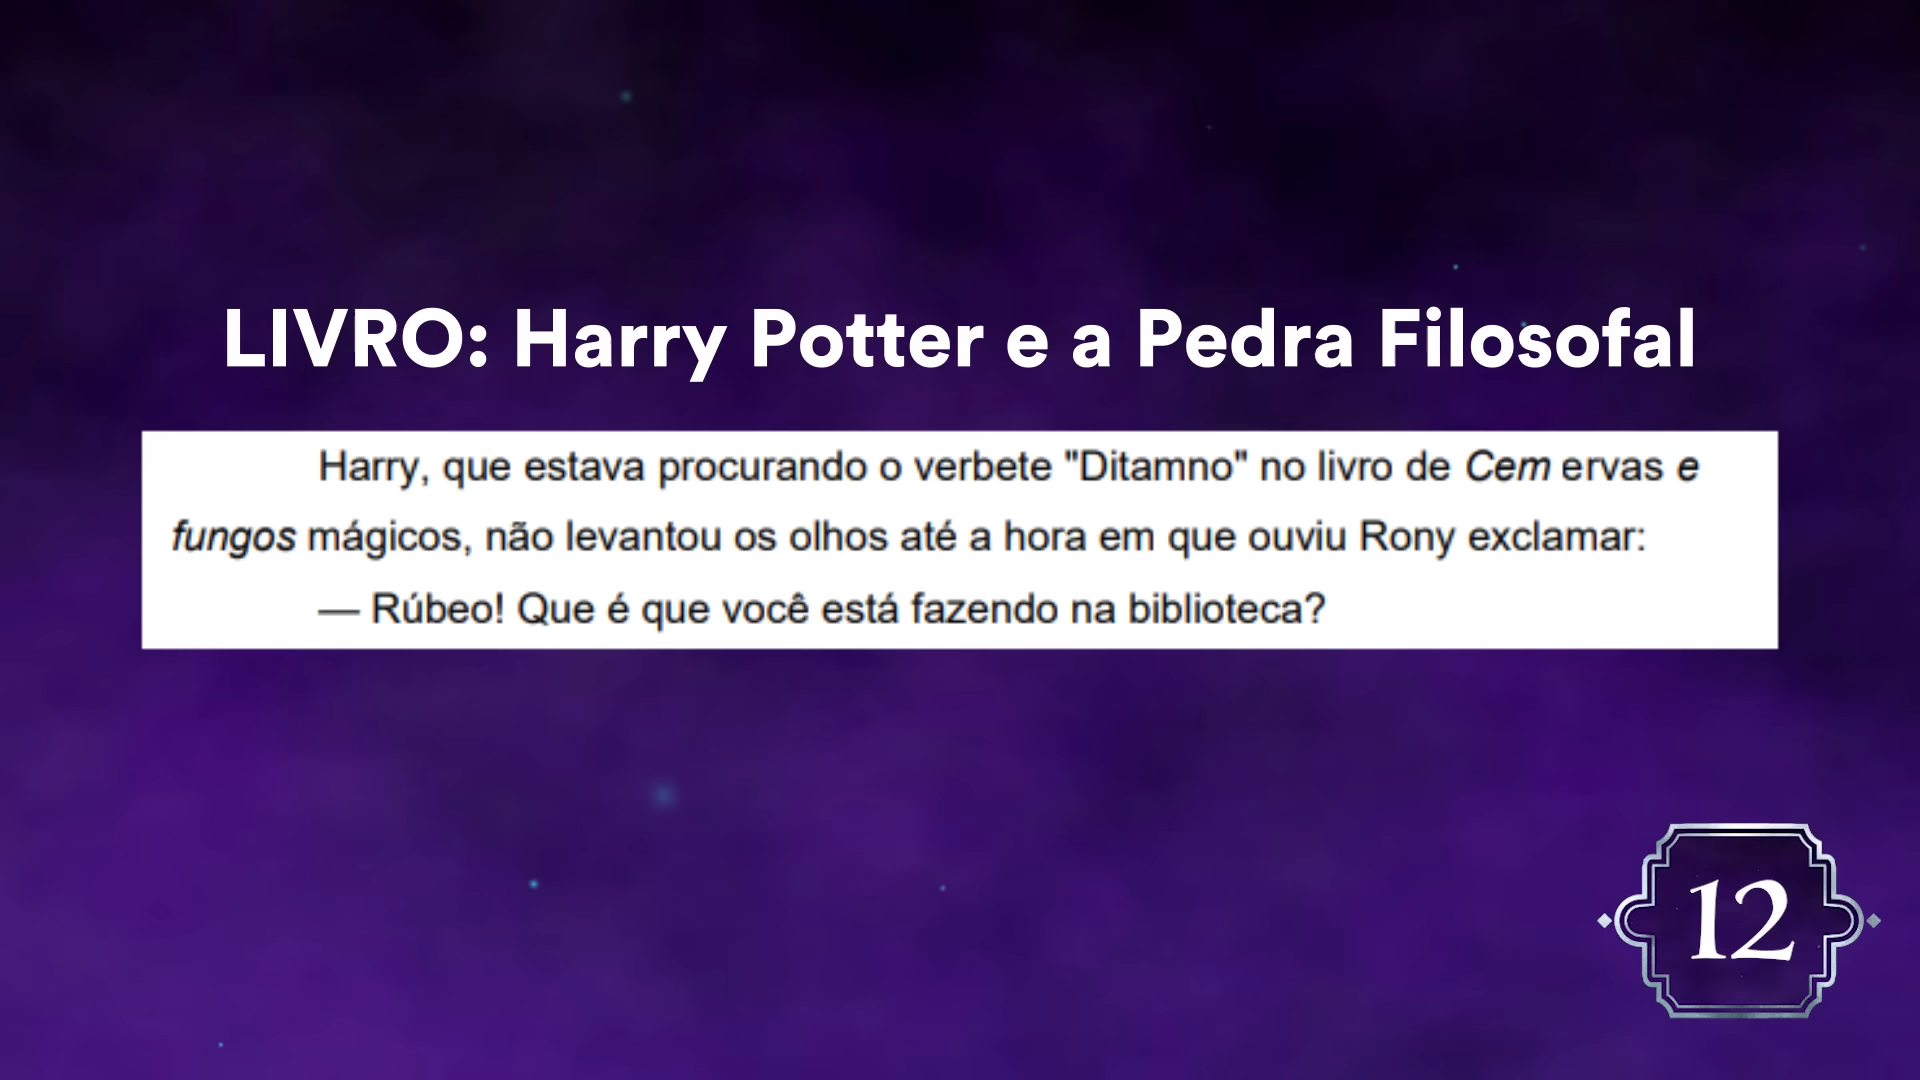 LIVRO: Harry Potter e a Pedra Filosofal
Harry, que estava procurando o verbete "Ditamno" no livro de Cem ervas e
fungos mágicos, não levantou os olhos até a hora em que ouviu Rony exclamar:
— Rúbeo! Que é que você está fazendo na biblioteca?
12